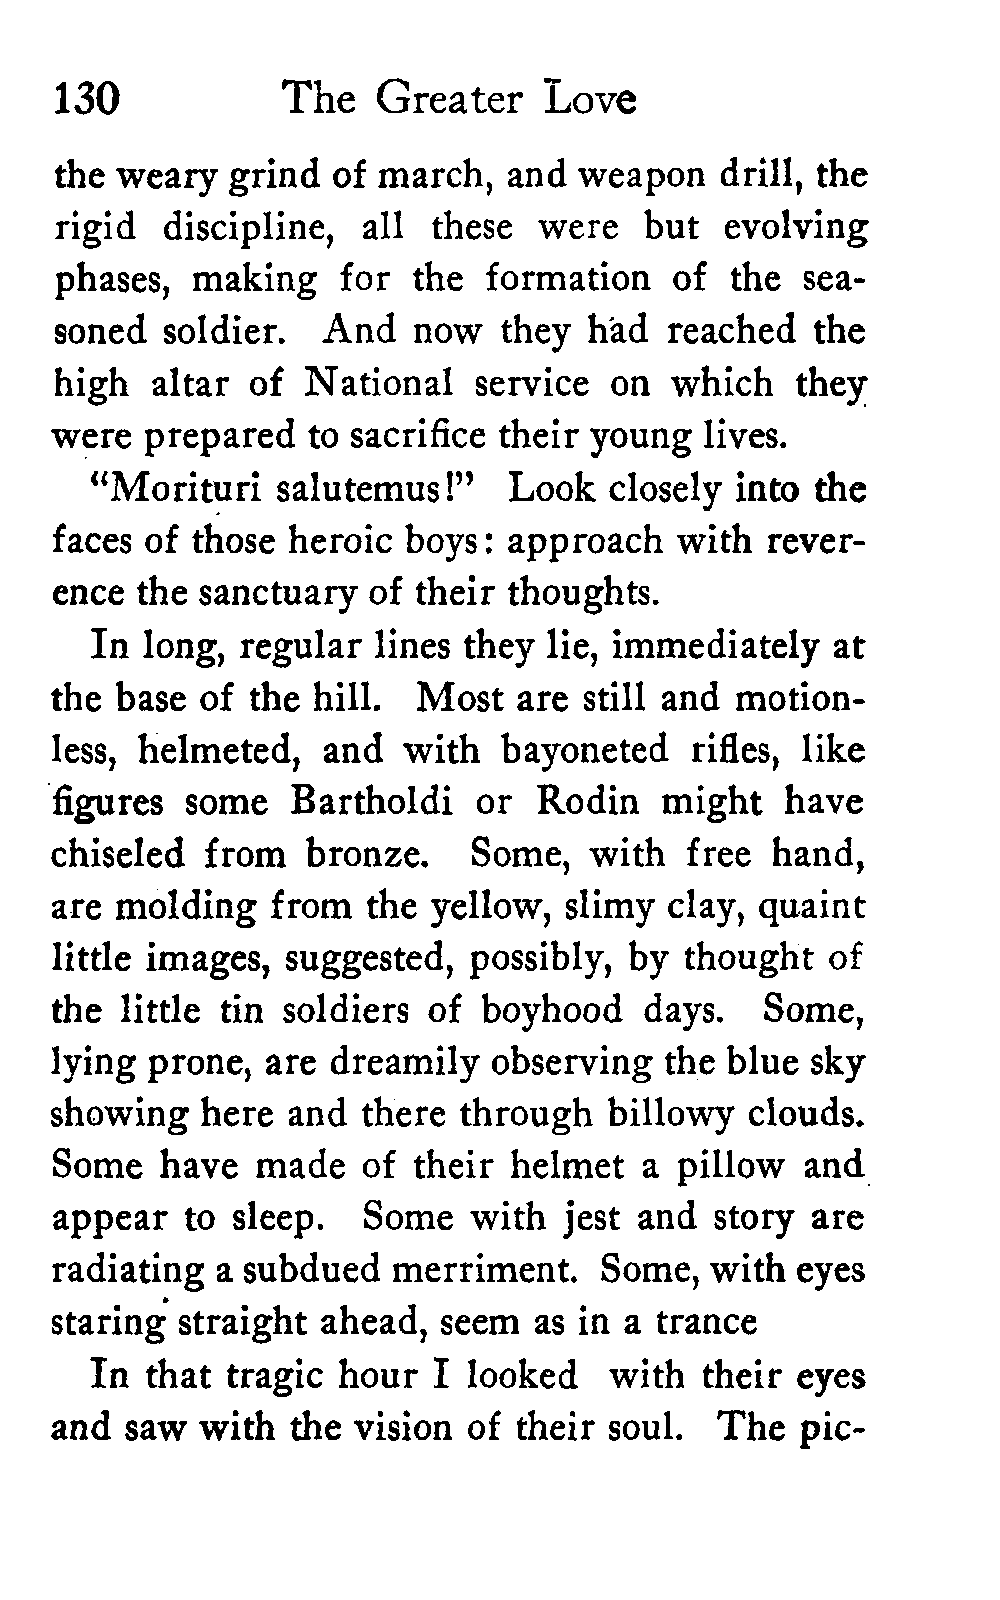 130 The Greater Love
the weary grind of march, and weapon drill, the
rigid discipline, all these were but evolving
phases, making for the formation of the sea-
soned soldier. And now they had reached the
high altar of National service on which they
were prepared to sacrifice their young lives.
"Morituri salutemus!" Look closely into the
faces of those heroic boys: approach with rever-
ence the sanctuary of their thoughts.
In long, regular lines they lie, immediately at
the base of the hill. Most are still and motion-
less, helmeted, and with bayoneted rifles, like
figures some Bartholdi or Rodin might have
chiseled from bronze. Some, with free hand,
are molding from the yellow, slimy clay, quaint
little images, suggested, possibly, by thought of
the little tin soldiers of boyhood days. Some,
lying prone, are dreamily observing the blue sky
showing here and there through billowy clouds.
Some have made of their helmet a pillow and
appear to sleep. Some with jest and story are
radiating a subdued merriment. Some, with eyes
staring straight ahead, seem as in a trance
In that tragic hour I looked with their eyes
and saw with the vision of their soul. The pic-